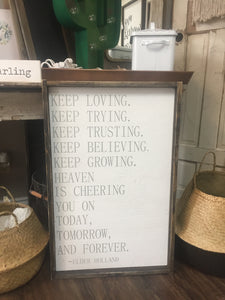 arling
KEEP LOVING.
KEEP TRYING.
KEEP TRUSTING.
KEEP BELIEVING.
KEEP GROWING.
HEAVEN
IS CHEERING
YOU ON
TODAY,
TOMORROW,
AND FOREVER.
-ELDER HOLLAND